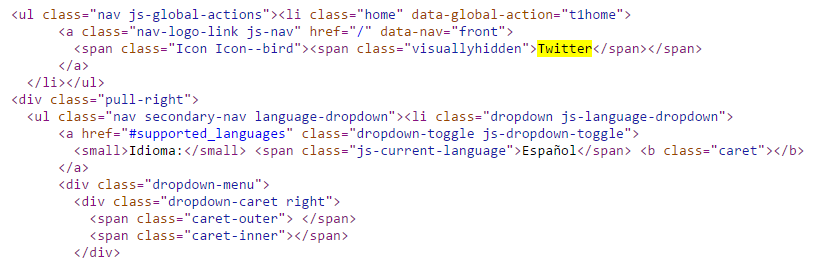 <ul class="nav js-global-actions"><li class="home" data-global-action="t1home">
<a class="nav-logo-link js-nav" href="/" data-nav="front">
<span class="Icon Icon--bird"><span class="visuallyhidden">Twitter</span></span>
</a>
</li></ul>
<div class="pull-right">
<ul class="nav secondary-nav language-dropdown"><li class="dropdown js-language-dropdown">
<a href="#supported_languages" class="dropdown-toggle js-dropdown-toggle">
<small>Idioma:</small> <span class="js-current-language">Español</span> <b class="caret"></b>
</a>
<div class="dropdown-menu">
<div class="dropdown-caret right">
<span class="caret-outer"> </span>
<span class="caret-inner"></span>
</div>